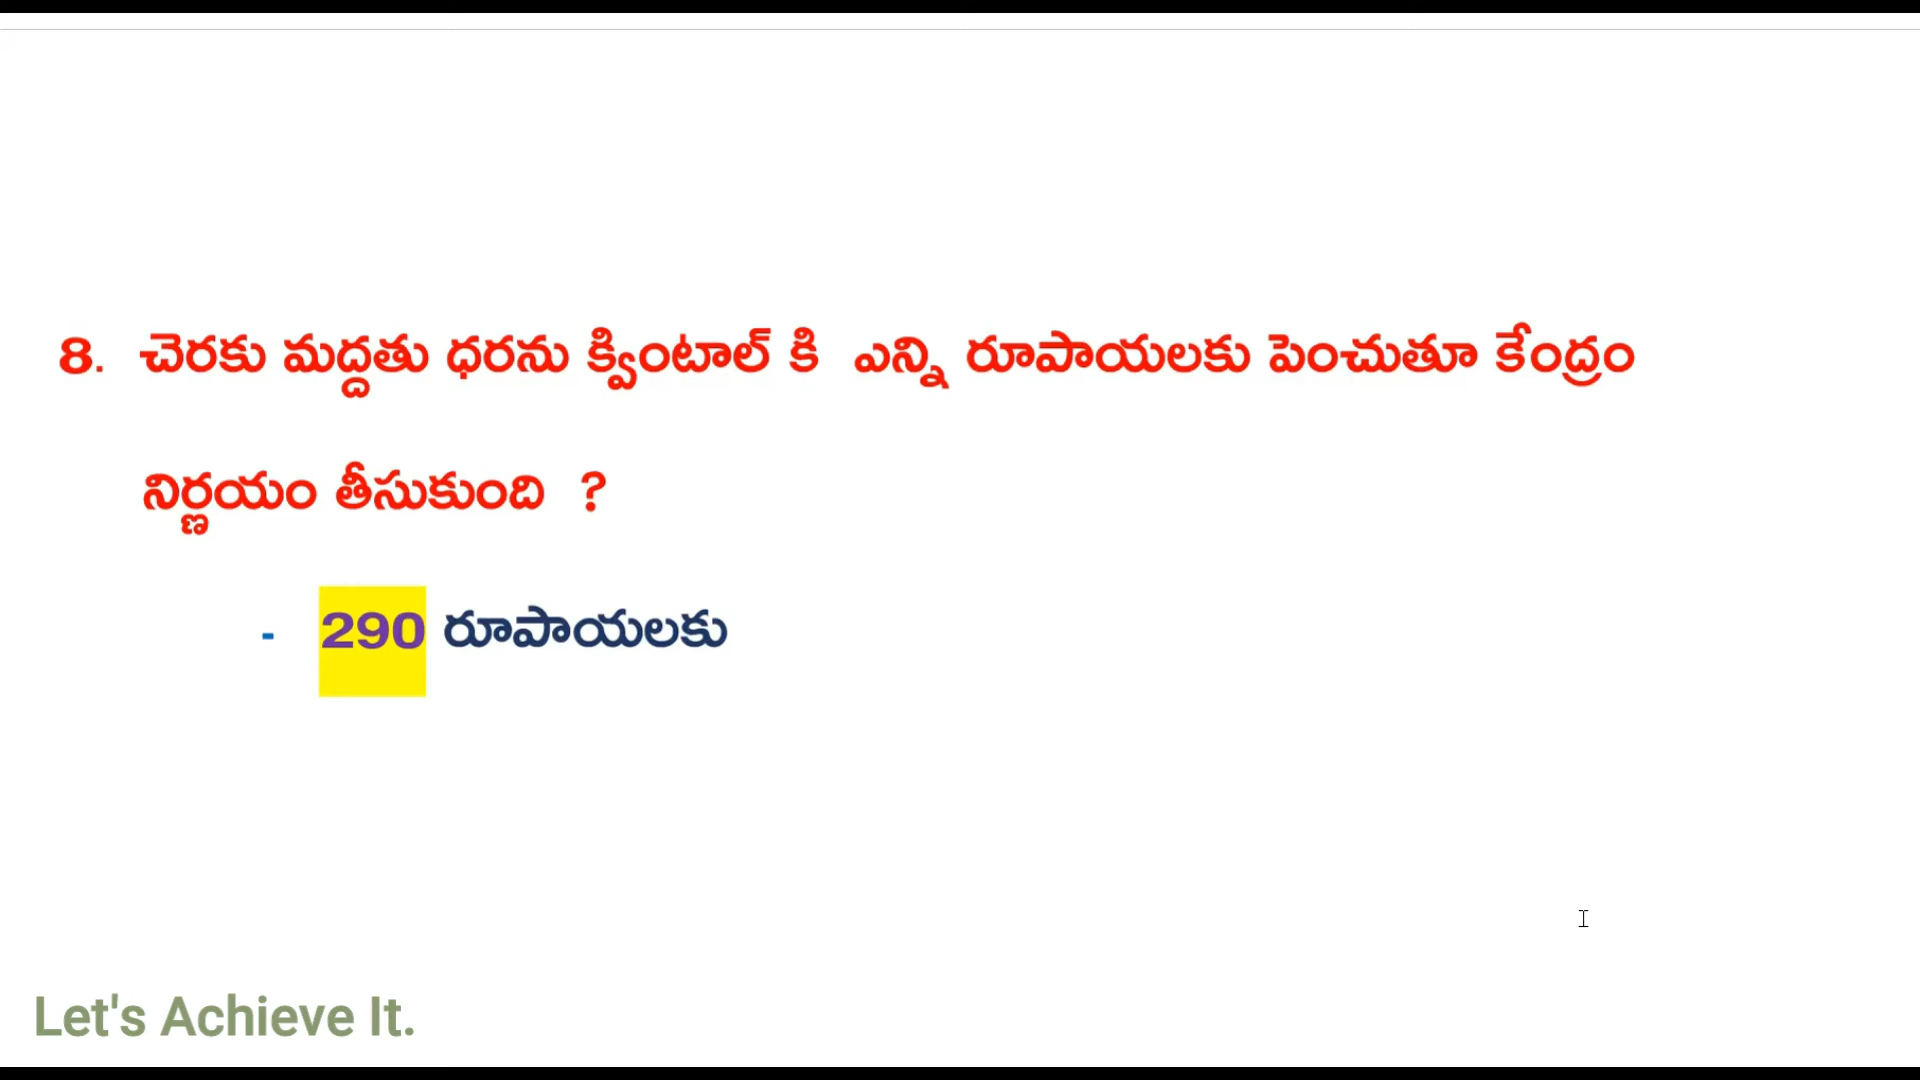 8. చెరకు మద్దతు ధరను క్వింటాల్ కి ఎన్ని రూపాయలకు పెంచుతూ కేంద్రం
నిర్ణయం తీసుకుంది ?
- 290 రూపాయలకు
Let's Achieve It.